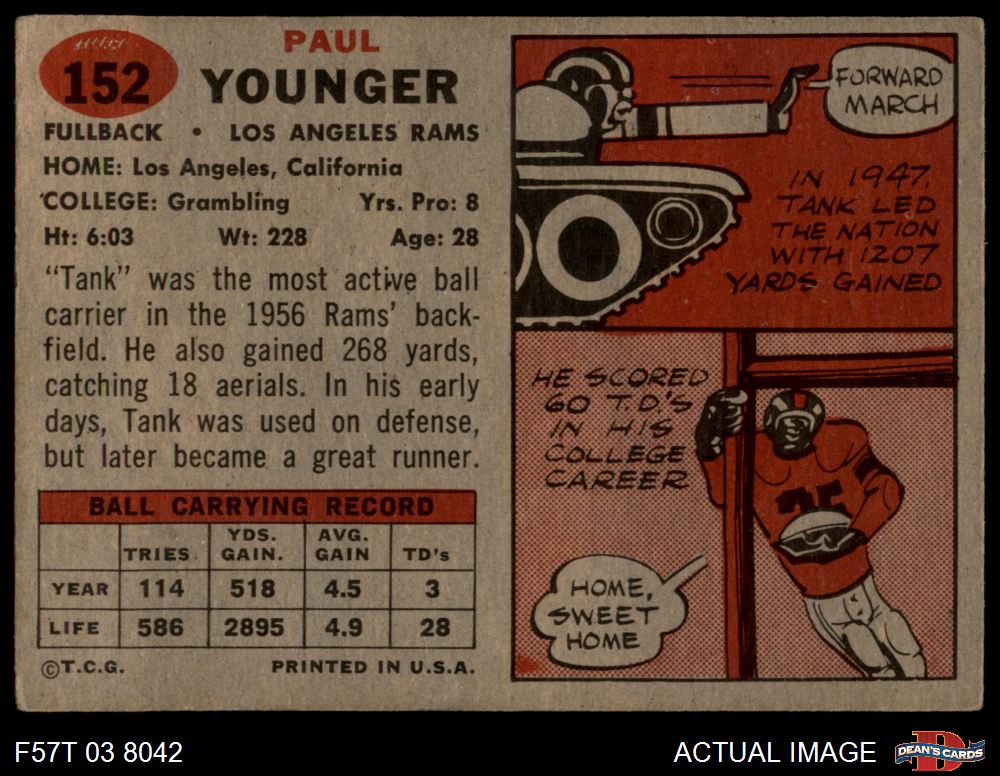 152
PAUL
YOUNGER
FULLBACK • LOS ANGELES RAMS
HOME: Los Angeles, California
COLLEGE: Grambling Yrs. Pro: 8
Ht: 6:03 Wt: 228 Age: 28
"Tank" was the most active ball
carrier in the 1956 Rams' back-
field. He also gained 268 yards,
catching 18 aerials. In his early
days, Tank was used on defense,
but later became a great runner.
BALL CARRYING RECORD
TRIES YDS. GAIN. AVG. GAIN TD's
YEAR 114 518 4.5 3
LIFE 586 2895 4.9 28
©T.C.G. PRINTED IN U.S.A.
FORWARD
MARCH
IN 1947,
TANK LED
THE NATION
WITH 1207
YARDS GAINED
HE SCORED
60 T.D'S
IN HIS
COLLEGE
CAREER
HOME,
SWEET
HOME
35
F57T 03 8042
ACTUAL IMAGE
DEAN'S CARDS